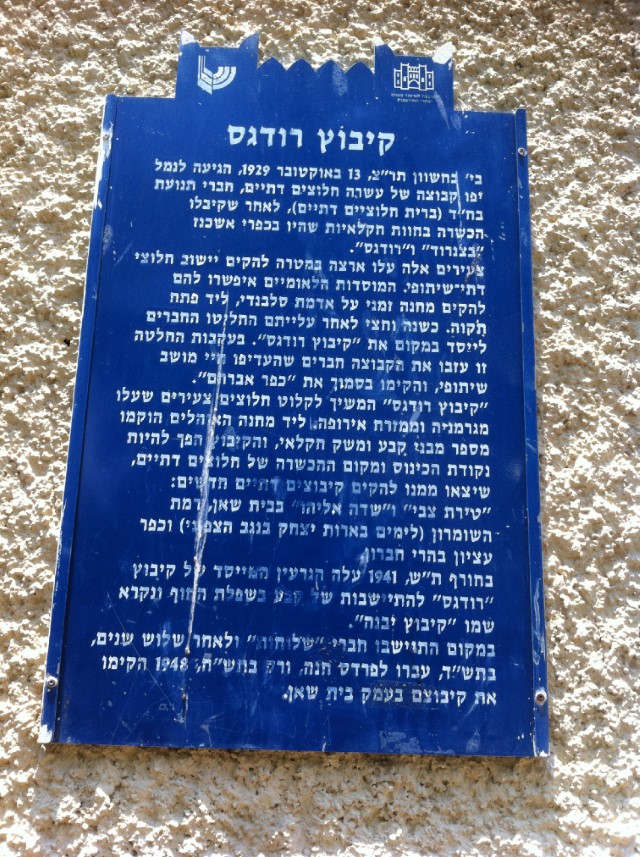 קיבוץ רודגס
בי׳ בחשוון תר״צ, 13 באוקטובר 1929, הגיעה לנמל
יפו קבוצה של עשרה חלוצים דתיים, חברי תנועת
בח״ד (ברית חלוציים דתיים), לאחר שקיבלו
הכשרה בחוות חקלאיות שהיו בכפרי אשכנז
"בצנרוד" ו"רודגס".
צעירים אלה עלו ארצה במטרה להקים יישוב חלוצי
דתי־שיתופי. המוסדות הלאומיים איפשרו להם
להקים מחנה זמני על אדמת סלבודי, ליד פתח
תקוה. כשנה וחצי לאחר עלייתם החליטו החברים
לייסד במקום את "קיבוץ רודגס". בעקבות החלטה
זו עזבו את הקבוצה חברים שהעדיפו חיי מושב
שיתופי, והקימו בסמוך את "כפר אברהם".
"קיבוץ רודגס" המשיך לקלוט חלוצים צעירים שעלו
מגרמניה וממזרח אירופה. ליד מחנה האוהלים הוקמו
מספר מבני קבע ומשק חקלאי, והקיבוץ הפך להיות
נקודת הכינוס ומקום ההכשרה של חלוצים דתיים,
שיצאו ממנו להקים קיבוצים דתיים חדשים:
"טירת צבי" ו"שדה אליהו" בבית שאן, רמת
השומרון (לימים בארות יצחק בנגב הצפוני) וכפר
עציון בהרי חברון.
בחורף ת״ש, 1941 עלה הגרעין המייסד של קיבוץ
"רודגס" להתיישבות של קבע בשפלת החוף ונקרא
שמו "קיבוץ יבנה".
במקום התיישבו חברי "שלוחות" ולאחר שלוש שנים,
בתש״ד, עברו לפרדס חנה, ורק בתש״ח, 1948 הקימו
את קיבוצם בעמק בית שאן.